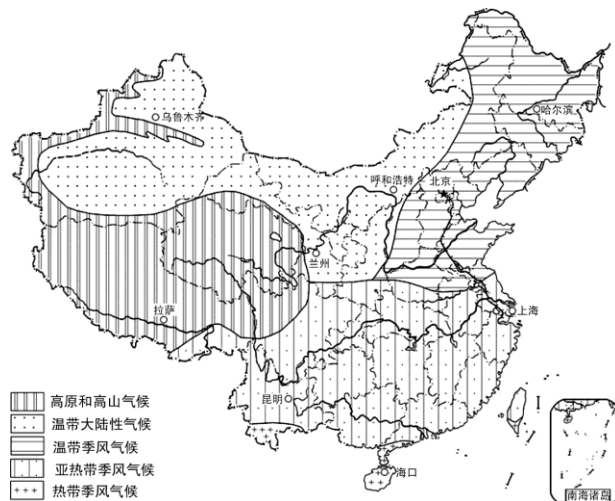 乌鲁木齐
哈尔滨
呼和浩特
北京
兰州
拉萨
上海
昆明
海口
高原和高山气候
温带大陆性气候
温带季风气候
亚热带季风气候
热带季风气候
南海诸岛